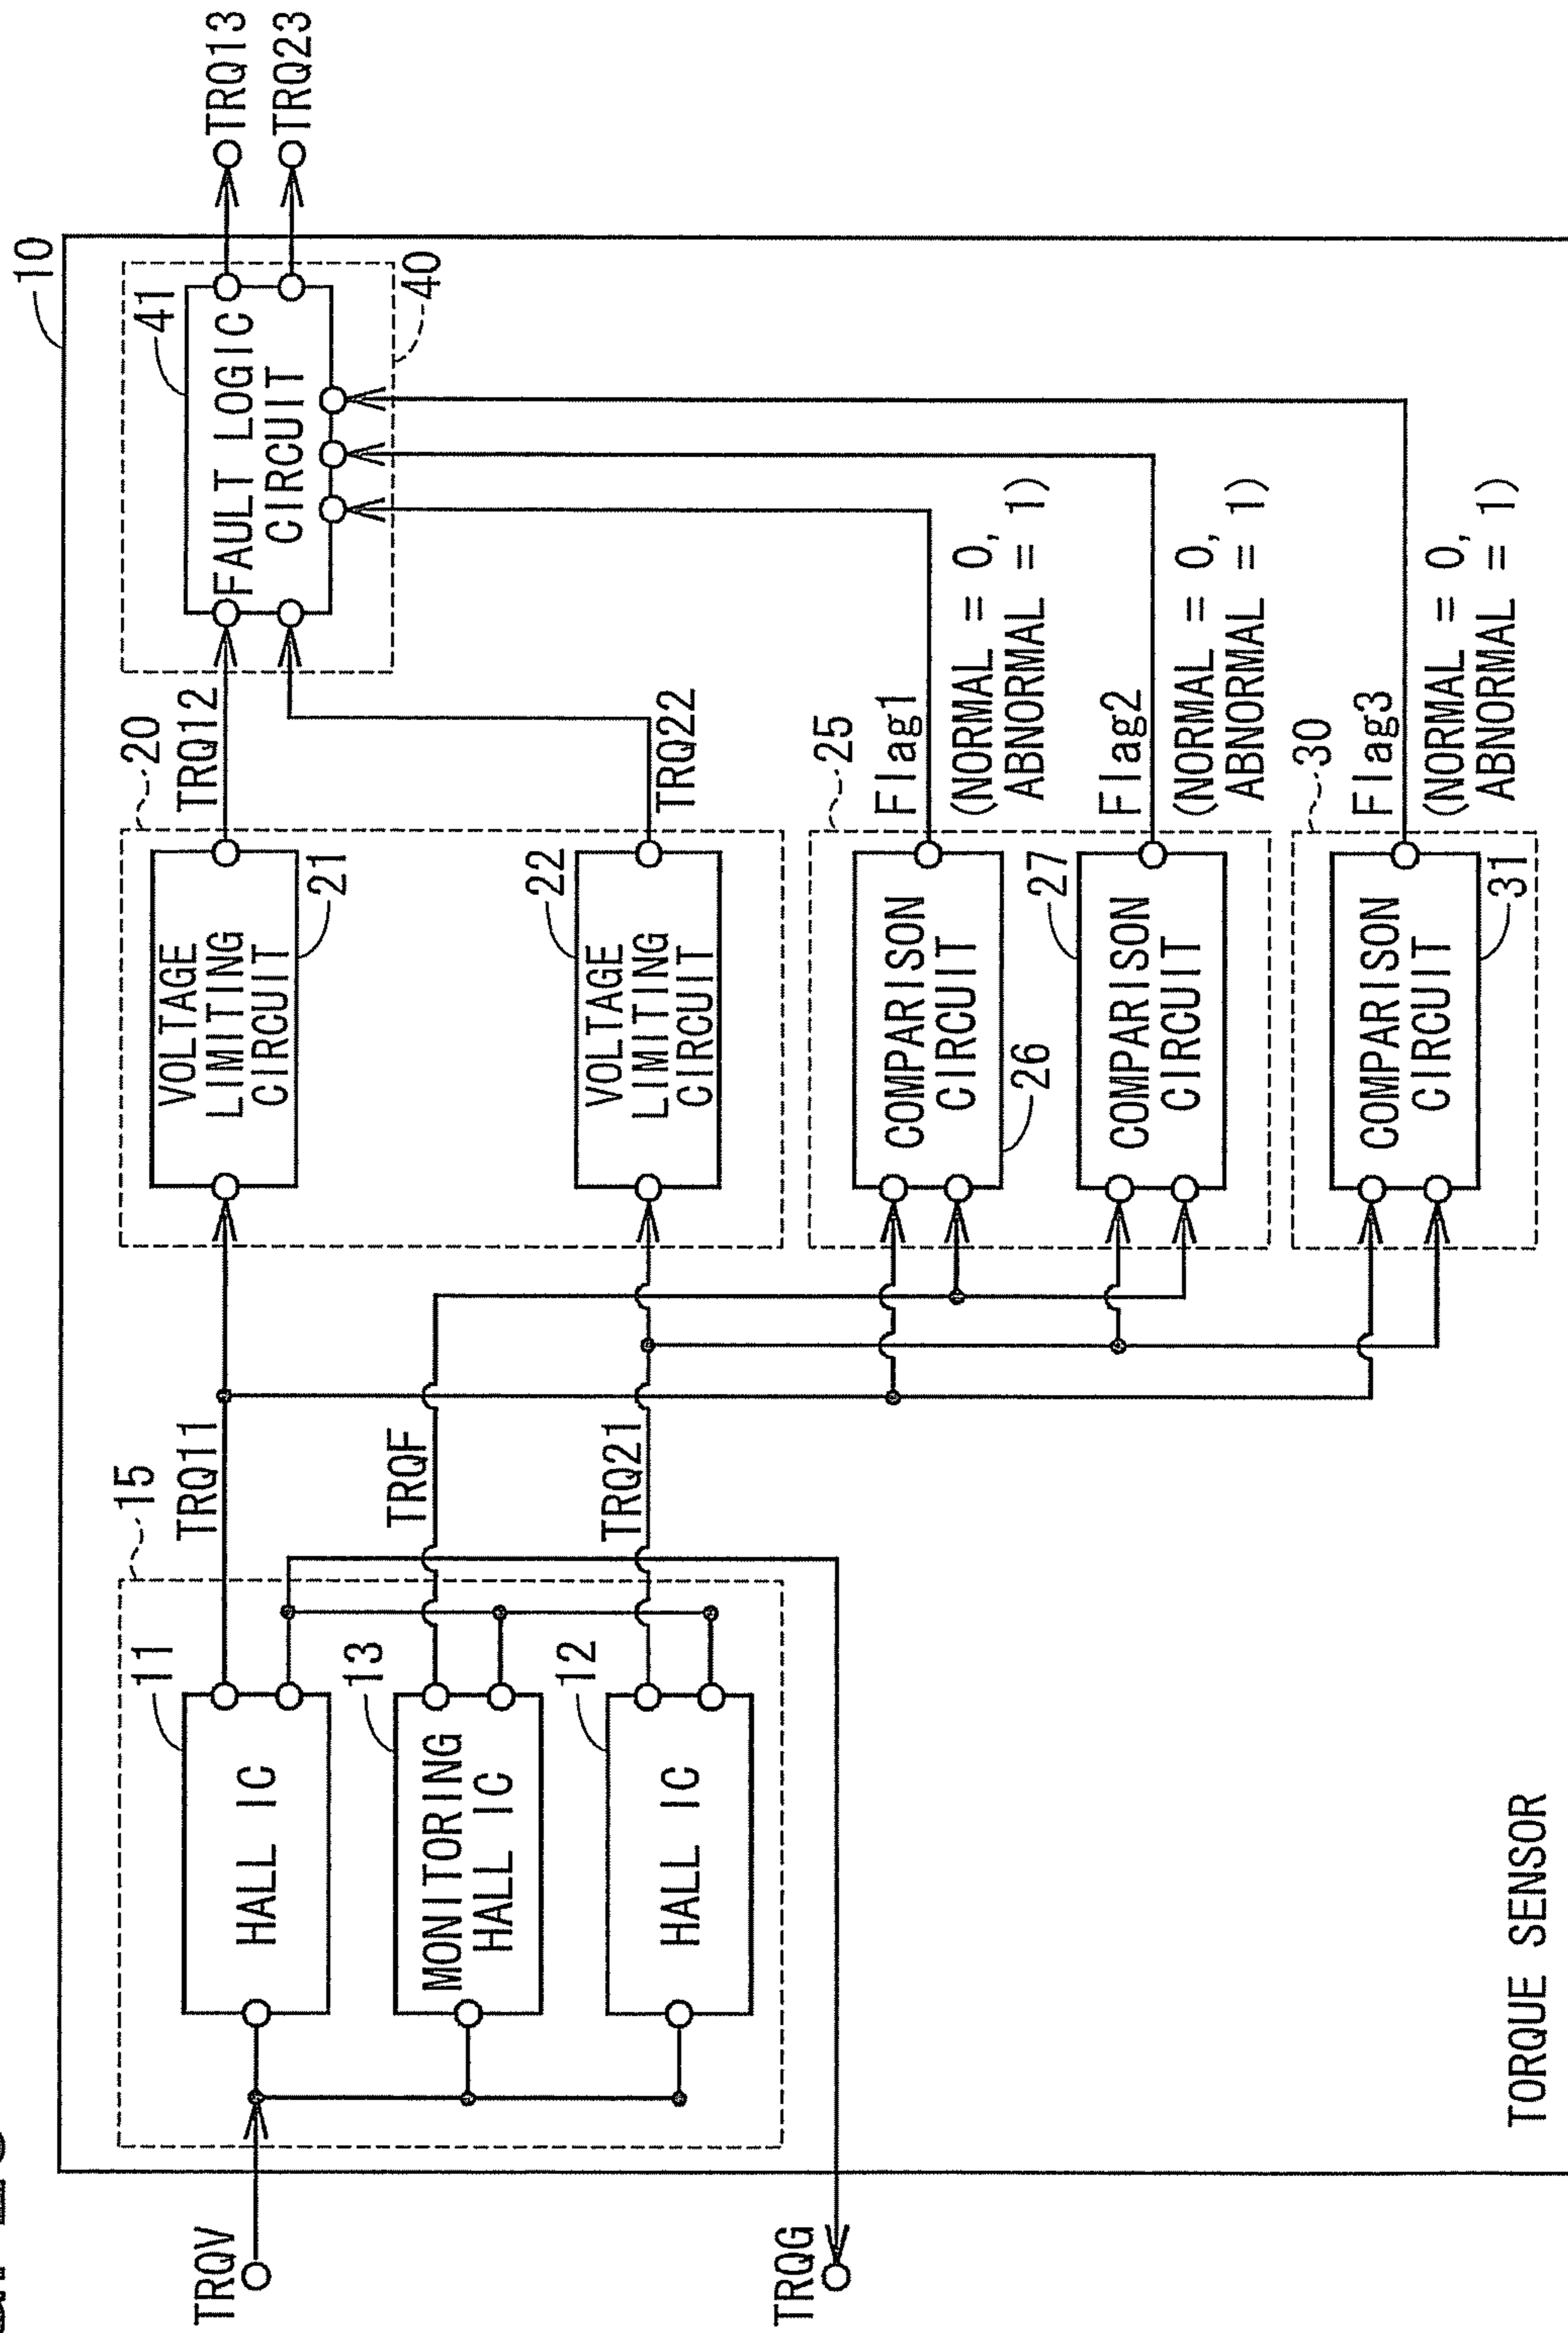 10
TRQV
TRQG
15
11
HALL IC
13
MONITORING
HALL IC
12
HALL IC
TRQ11
TRQF
TRQ21
20
VOLTAGE
LIMITING
CIRCUIT
21
22
VOLTAGE
LIMITING
CIRCUIT
TRQ12
TRQ22
25
COMPARISON
CIRCUIT
26
27
COMPARISON
CIRCUIT
Flag1
(NORMAL = 0,
ABNORMAL = 1)
Flag2
(NORMAL = 0,
ABNORMAL = 1)
30
COMPARISON
CIRCUIT
31
Flag3
(NORMAL = 0,
ABNORMAL = 1)
41
FAULT LOGIC
CIRCUIT
40
TRQ13
TRQ23
TORQUE SENSOR